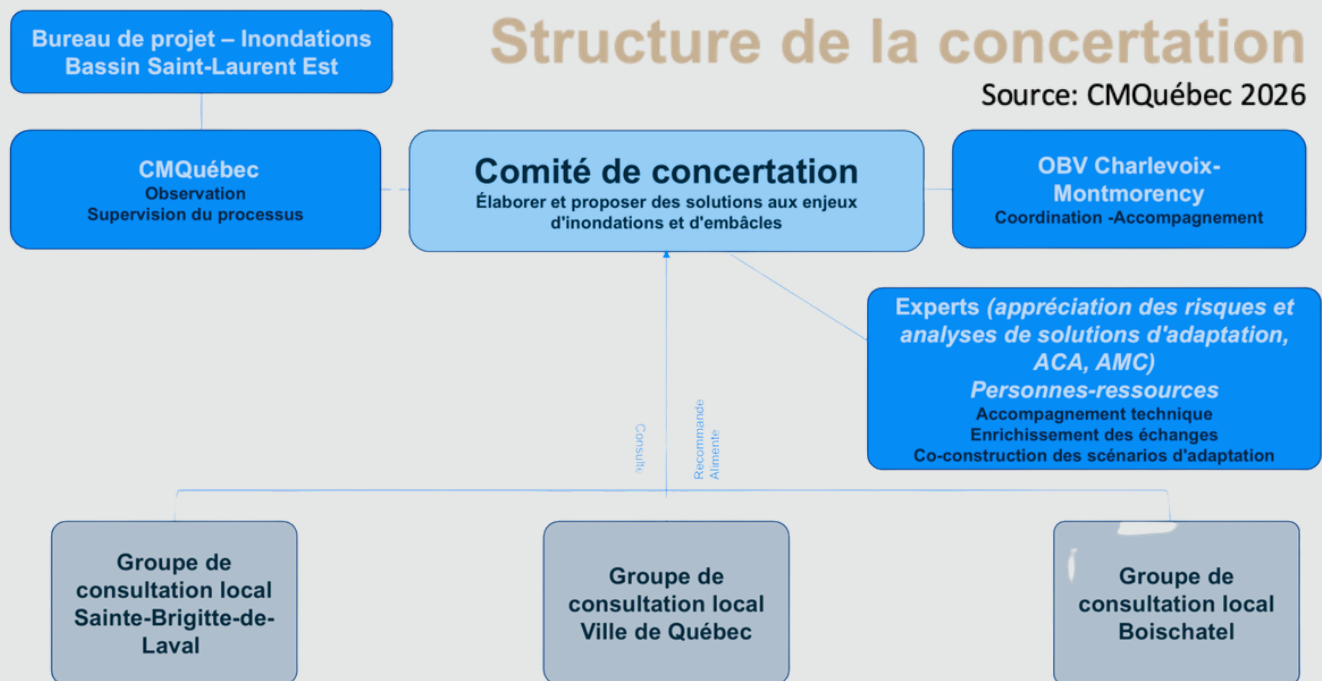 Structure de la concertation
Source: CMQuébec 2026
Bureau de projet – Inondations
Bassin Saint-Laurent Est
CMQuébec
Observation
Supervision du processus
Comité de concertation
Élaborer et proposer des solutions aux enjeux
d'inondations et d'embâcles
OBV Charlevoix-
Montmorency
Coordination -Accompagnement
Experts (appréciation des risques et
analyses de solutions d'adaptation,
ACA, AMC)
Personnes-ressources
Accompagnement technique
Enrichissement des échanges
Co-construction des scénarios d'adaptation
Consulte
Recommande
Alimente
Groupe de
consultation local
Sainte-Brigitte-de-
Laval
Groupe de
consultation local
Ville de Québec
Groupe de
consultation local
Boischatel